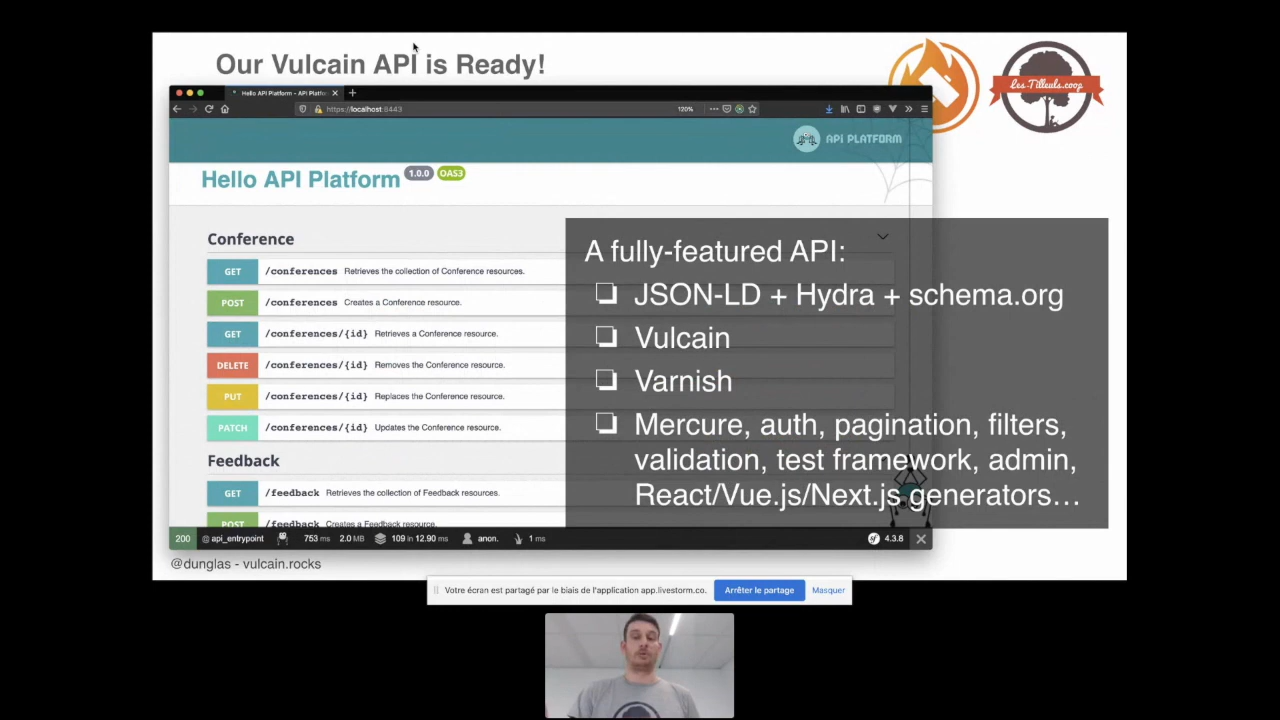 Our Vulcain API is Ready!
Les-Tilleuls.coop
Hello API Platform - API Platfo
https://localhost:8443
120%
API PLATFORM
Hello API Platform 1.0.0 OAS3
Conference
GET /conferences Retrieves the collection of Conference resources.
POST /conferences Creates a Conference resource.
GET /conferences/{id} Retrieves a Conference resource.
DELETE /conferences/{id} Removes the Conference resource.
PUT /conferences/{id} Replaces the Conference resource.
PATCH /conferences/{id} Updates the Conference resource.
Feedback
GET /feedback Retrieves the collection of Feedback resources.
POST /feedback Creates a Feedback resource.
A fully-featured API:
JSON-LD + Hydra + schema.org
Vulcain
Varnish
Mercure, auth, pagination, filters,
validation, test framework, admin,
React/Vue.js/Next.js generators…
200 @ api_entrypoint 753 ms 2.0 MB 109 in 12.90 ms anon. 1 ms sf 4.3.8
@dunglas - vulcain.rocks
Votre écran est partagé par le biais de l'application app.livestorm.co. Arrêter le partage Masquer